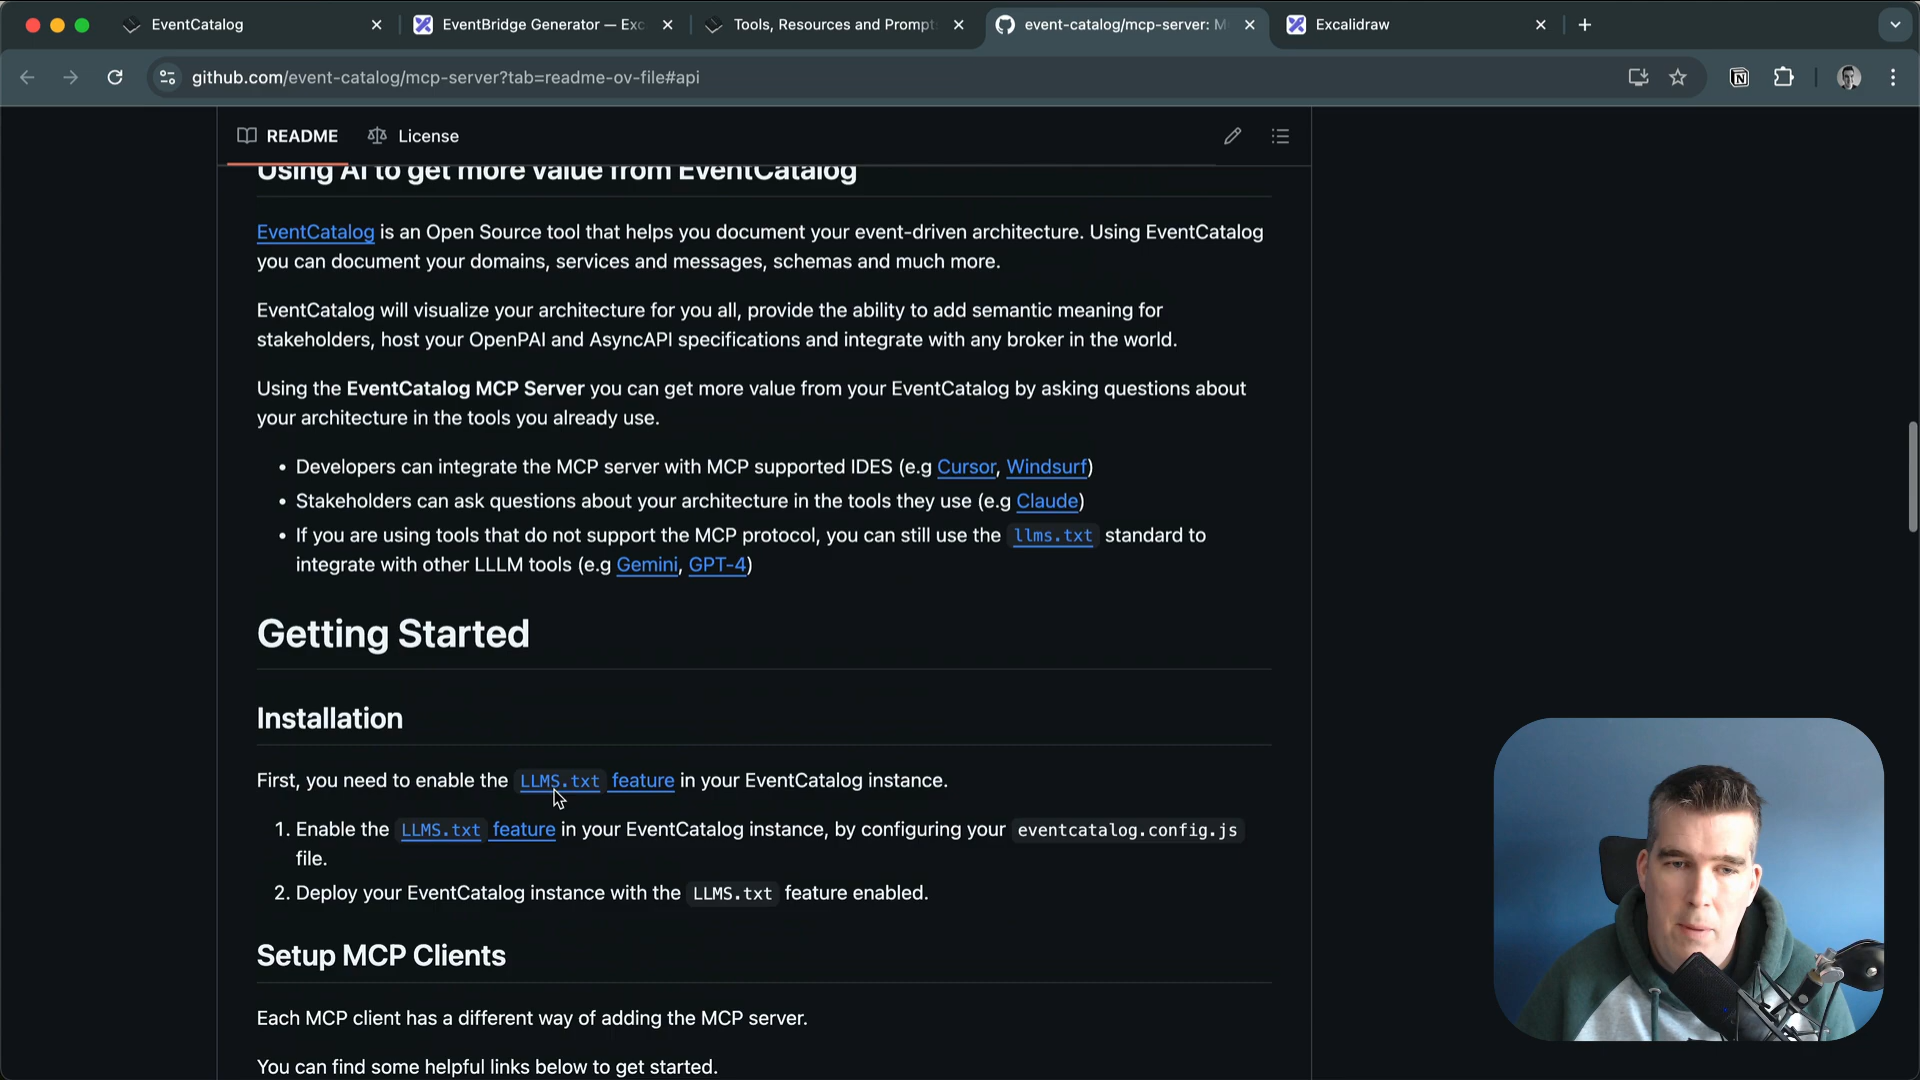 EventCatalog
EventBridge Generator — Exc
Tools, Resources and Prompt
event-catalog/mcp-server: M
Excalidraw
github.com/event-catalog/mcp-server?tab=readme-ov-file#api
README
License
Using AI to get more value from EventCatalog
EventCatalog is an Open Source tool that helps you document your event-driven architecture. Using EventCatalog
you can document your domains, services and messages, schemas and much more.
EventCatalog will visualize your architecture for you all, provide the ability to add semantic meaning for
stakeholders, host your OpenPAI and AsyncAPI specifications and integrate with any broker in the world.
Using the EventCatalog MCP Server you can get more value from your EventCatalog by asking questions about
your architecture in the tools you already use.
• Developers can integrate the MCP server with MCP supported IDES (e.g Cursor, Windsurf)
• Stakeholders can ask questions about your architecture in the tools they use (e.g Claude)
• If you are using tools that do not support the MCP protocol, you can still use the llms.txt standard to
integrate with other LLLM tools (e.g Gemini, GPT-4)
Getting Started
Installation
First, you need to enable the LLMS.txt feature in your EventCatalog instance.
1. Enable the LLMS.txt feature in your EventCatalog instance, by configuring your eventcatalog.config.js
file.
2. Deploy your EventCatalog instance with the LLMS.txt feature enabled.
Setup MCP Clients
Each MCP client has a different way of adding the MCP server.
You can find some helpful links below to get started.